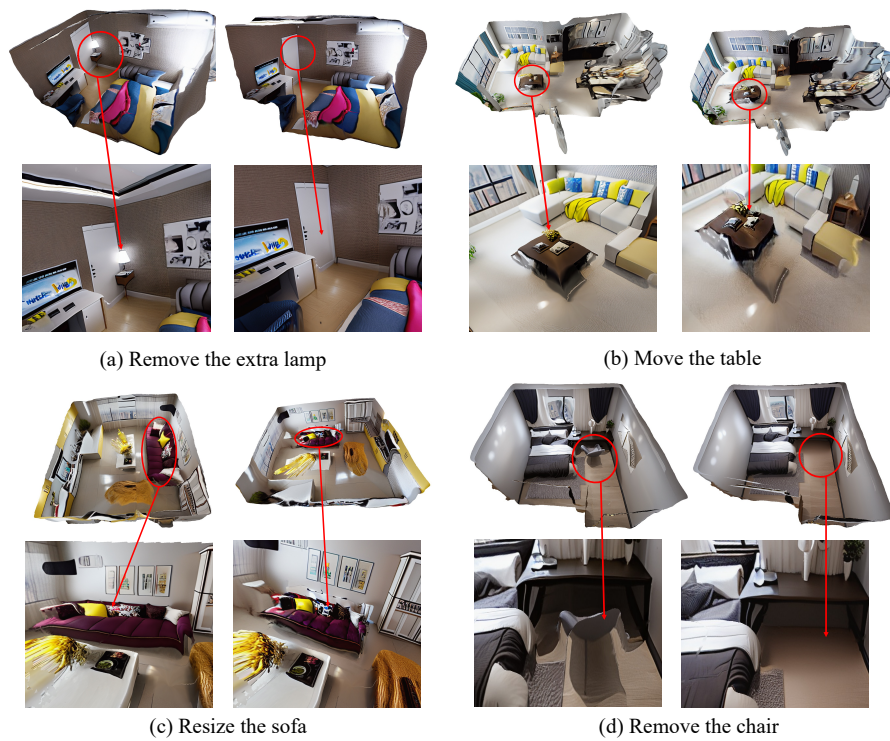 (a) Remove the extra lamp
(b) Move the table
(c) Resize the sofa
(d) Remove the chair